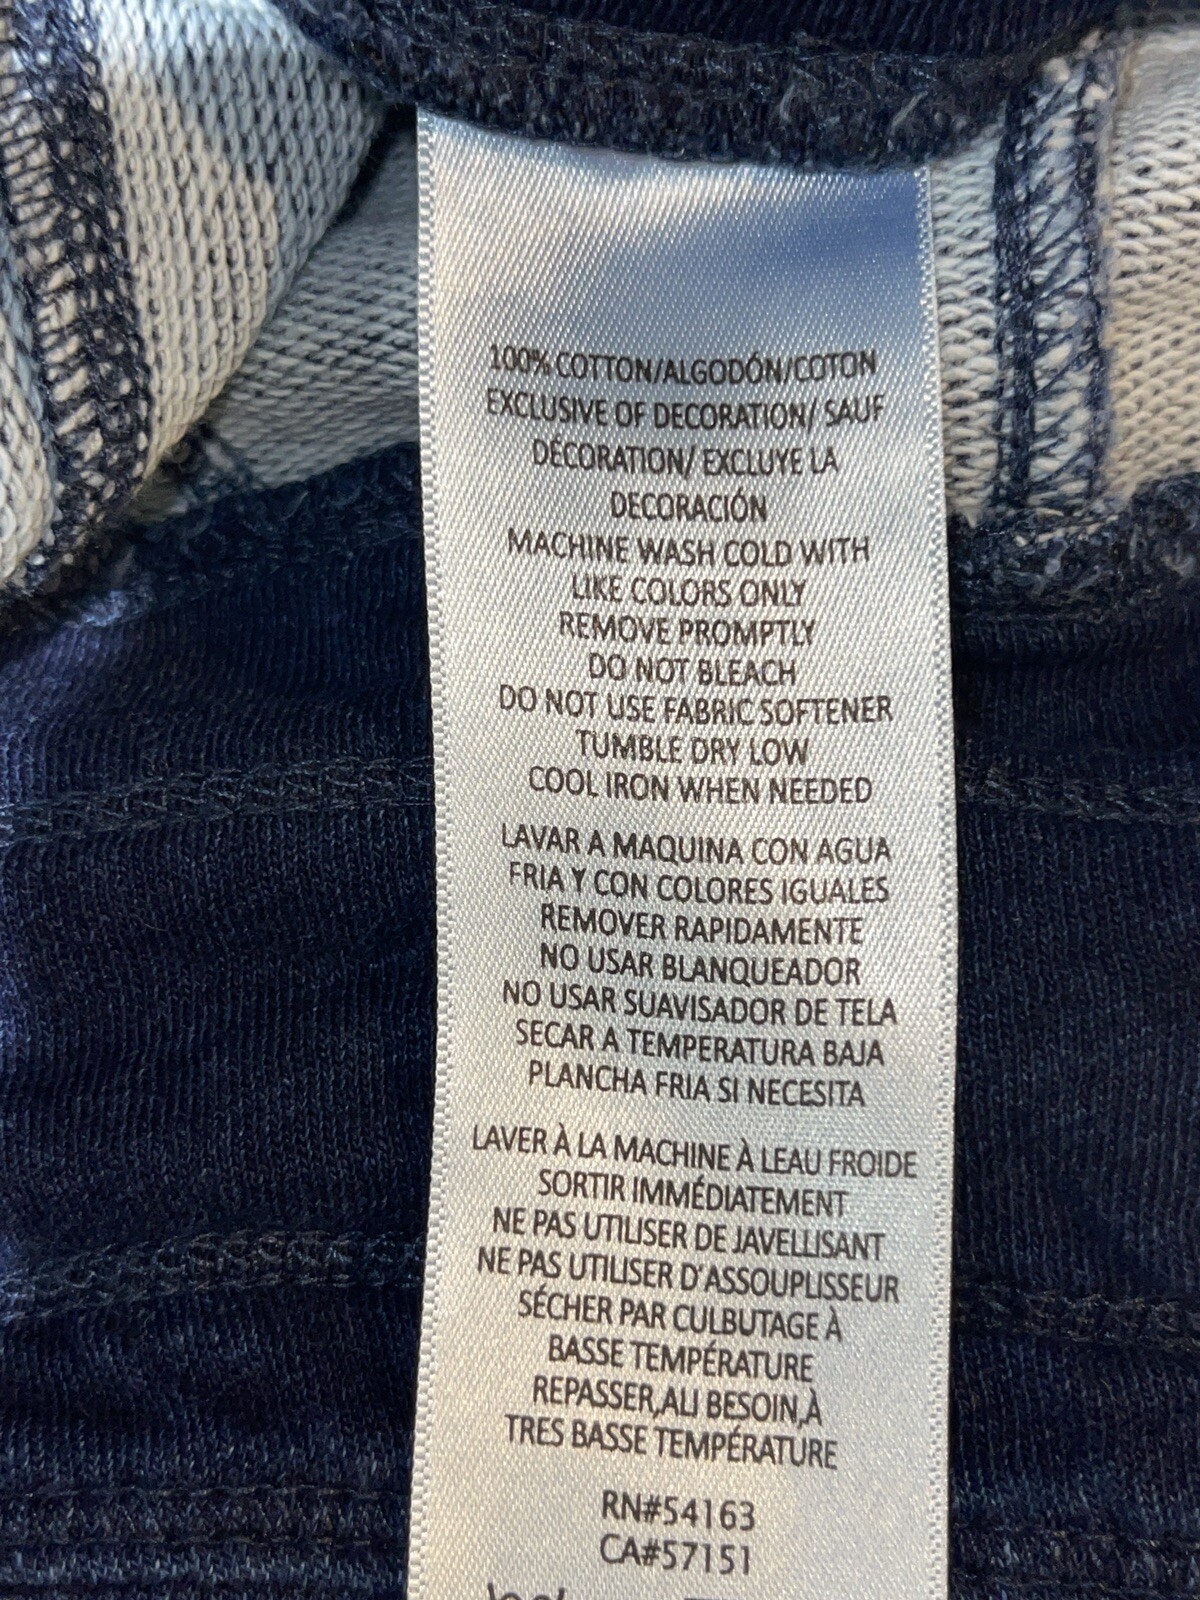 100% COTTON/ALGODÓN/COTON
EXCLUSIVE OF DECORATION/ SAUF
DÉCORATION/ EXCLUYE LA
DECORACIÓN
MACHINE WASH COLD WITH
LIKE COLORS ONLY
REMOVE PROMPTLY
DO NOT BLEACH
DO NOT USE FABRIC SOFTENER
TUMBLE DRY LOW
COOL IRON WHEN NEEDED
LAVAR A MAQUINA CON AGUA
FRIA Y CON COLORES IGUALES
REMOVER RAPIDAMENTE
NO USAR BLANQUEADOR
NO USAR SUAVISADOR DE TELA
SECAR A TEMPERATURA BAJA
PLANCHA FRIA SI NECESITA
LAVER À LA MACHINE À LEAU FROIDE
SORTIR IMMÉDIATEMENT
NE PAS UTILISER DE JAVELLISANT
NE PAS UTILISER D'ASSOUPLISSEUR
SÉCHER PAR CULBUTAGE À
BASSE TEMPÉRATURE
REPASSER,ALI BESOIN,À
TRES BASSE TEMPÉRATURE
RN#54163
CA#57151